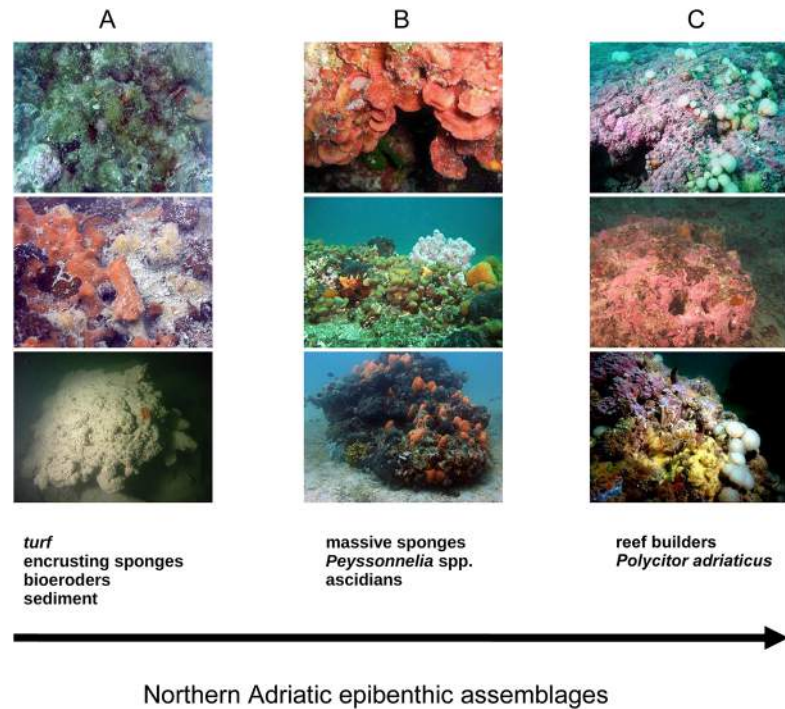 A
B
C
turf
encrusting sponges
bioeroders
sediment
massive sponges
Peyssonnelia spp.
ascidians
reef builders
Polycitor adriaticus
Northern Adriatic epibenthic assemblages